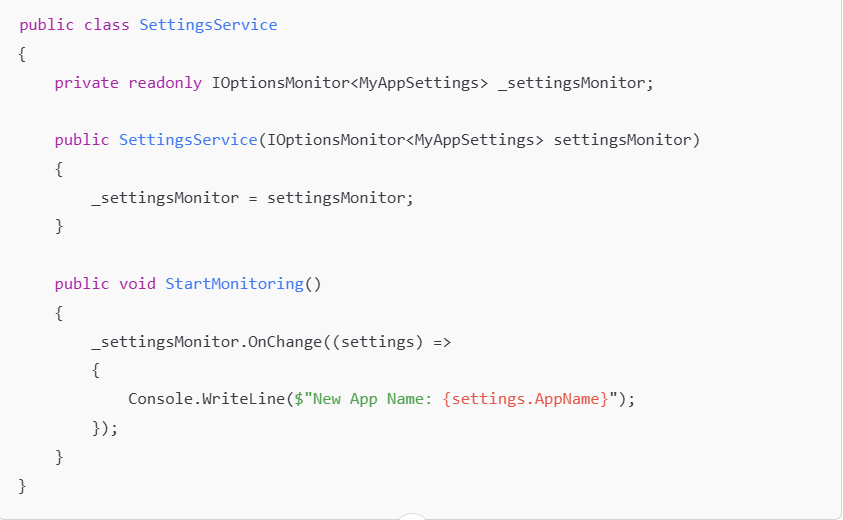 public class SettingsService
{
    private readonly IOptionsMonitor<MyAppSettings> _settingsMonitor;

    public SettingsService(IOptionsMonitor<MyAppSettings> settingsMonitor)
    {
        _settingsMonitor = settingsMonitor;
    }

    public void StartMonitoring()
    {
        _settingsMonitor.OnChange((settings) =>
        {
            Console.WriteLine($"New App Name: {settings.AppName}");
        });
    }
}